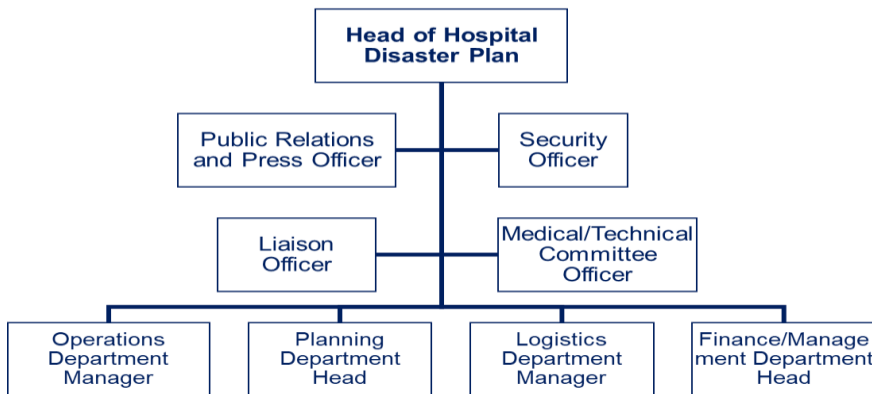 Head of Hospital
Disaster Plan
Public Relations
and Press Officer
Security
Officer
Liaison
Officer
Medical/Technical
Committee
Officer
Operations
Department
Manager
Planning
Department
Head
Logistics
Department
Manager
Finance/Manage
ment Department
Head